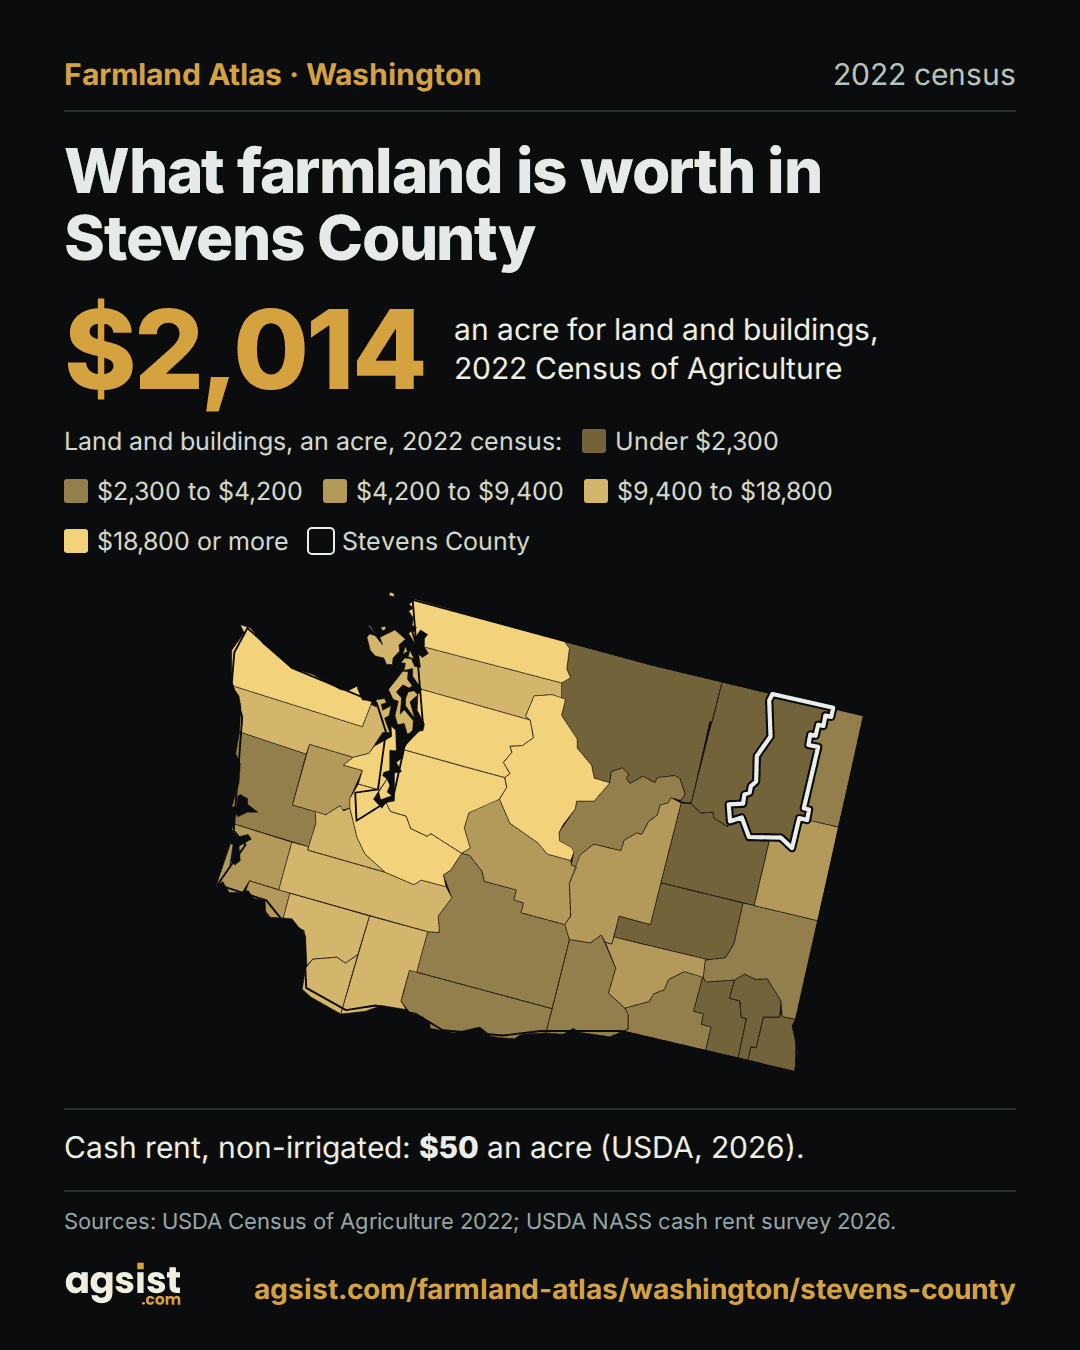 Farmland Atlas · Washington
2022 census
What farmland is worth in
Stevens County
$2,014
an acre for land and buildings,
2022 Census of Agriculture
Land and buildings, an acre, 2022 census: Under $2,300
$2,300 to $4,200 $4,200 to $9,400 $9,400 to $18,800
$18,800 or more Stevens County
Cash rent, non-irrigated: $50 an acre (USDA, 2026).
Sources: USDA Census of Agriculture 2022; USDA NASS cash rent survey 2026.
agsist
.com
agsist.com/farmland-atlas/washington/stevens-county